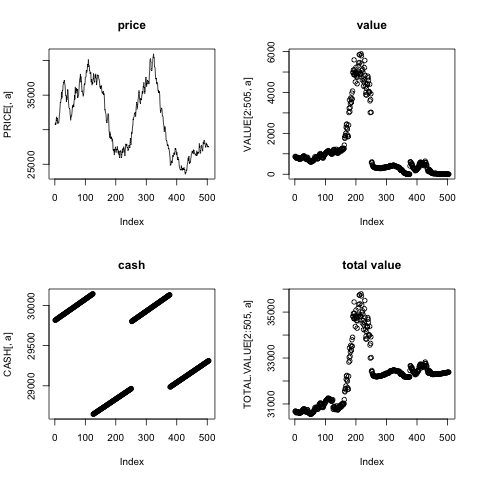 price
PRICE[, a]
25000 35000
0 100 200 300 400 500
Index
value
VALUE[2:505, a]
0 2000 4000 6000
0 100 200 300 400 500
Index
cash
CASH[, a]
29000 29500 30000
0 100 200 300 400 500
Index
total value
TOTAL.VALUE[2:505, a]
31000 33000 35000
0 100 200 300 400 500
Index